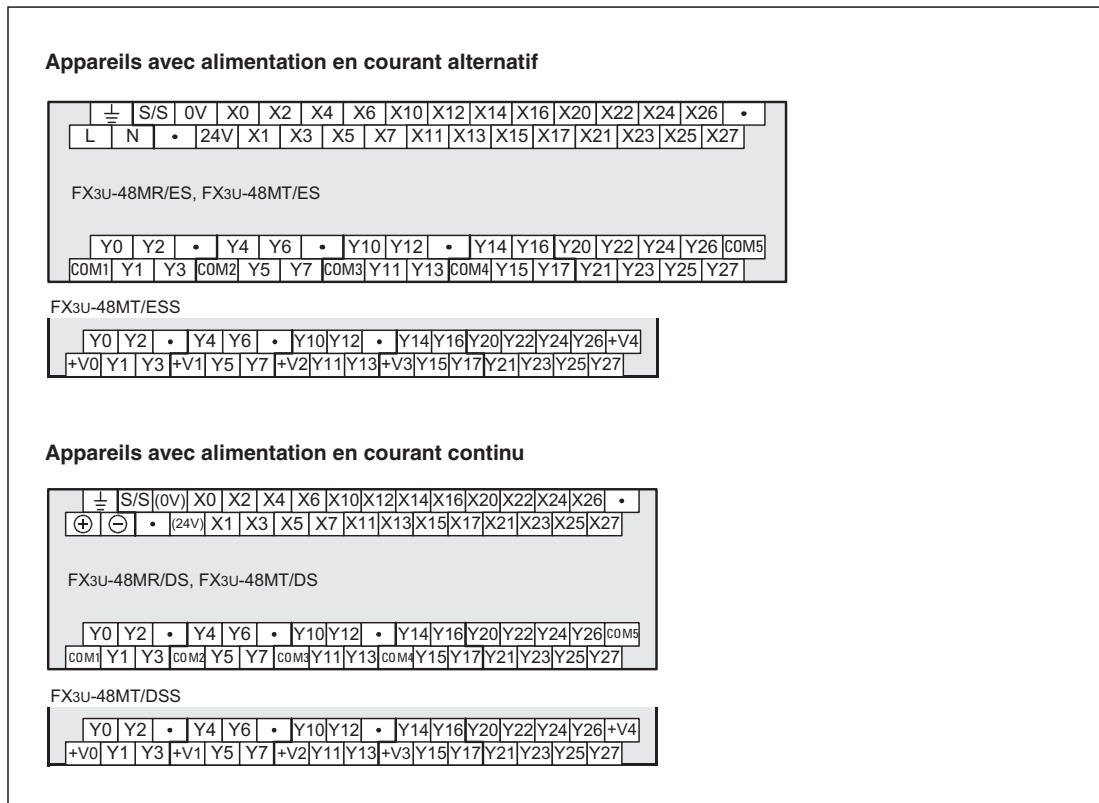 Appareils avec alimentation en courant alternatif
⏚ S/S 0V X0 X2 X4 X6 X10 X12 X14 X16 X20 X22 X24 X26 •
L N • 24V X1 X3 X5 X7 X11 X13 X15 X17 X21 X23 X25 X27
FX3U-48MR/ES, FX3U-48MT/ES
Y0 Y2 • Y4 Y6 • Y10 Y12 • Y14 Y16 Y20 Y22 Y24 Y26 COM5
COM1 Y1 Y3 COM2 Y5 Y7 COM3 Y11 Y13 COM4 Y15 Y17 Y21 Y23 Y25 Y27
FX3U-48MT/ESS
Y0 Y2 • Y4 Y6 • Y10 Y12 • Y14 Y16 Y20 Y22 Y24 Y26 +V4
+V0 Y1 Y3 +V1 Y5 Y7 +V2 Y11 Y13 +V3 Y15 Y17 Y21 Y23 Y25 Y27
Appareils avec alimentation en courant continu
⏚ S/S (0V) X0 X2 X4 X6 X10 X12 X14 X16 X20 X22 X24 X26 •
⊕ ⊖ • (24V) X1 X3 X5 X7 X11 X13 X15 X17 X21 X23 X25 X27
FX3U-48MR/DS, FX3U-48MT/DS
Y0 Y2 • Y4 Y6 • Y10 Y12 • Y14 Y16 Y20 Y22 Y24 Y26 COM5
COM1 Y1 Y3 COM2 Y5 Y7 COM3 Y11 Y13 COM4 Y15 Y17 Y21 Y23 Y25 Y27
FX3U-48MT/DSS
Y0 Y2 • Y4 Y6 • Y10 Y12 • Y14 Y16 Y20 Y22 Y24 Y26 +V4
+V0 Y1 Y3 +V1 Y5 Y7 +V2 Y11 Y13 +V3 Y15 Y17 Y21 Y23 Y25 Y27